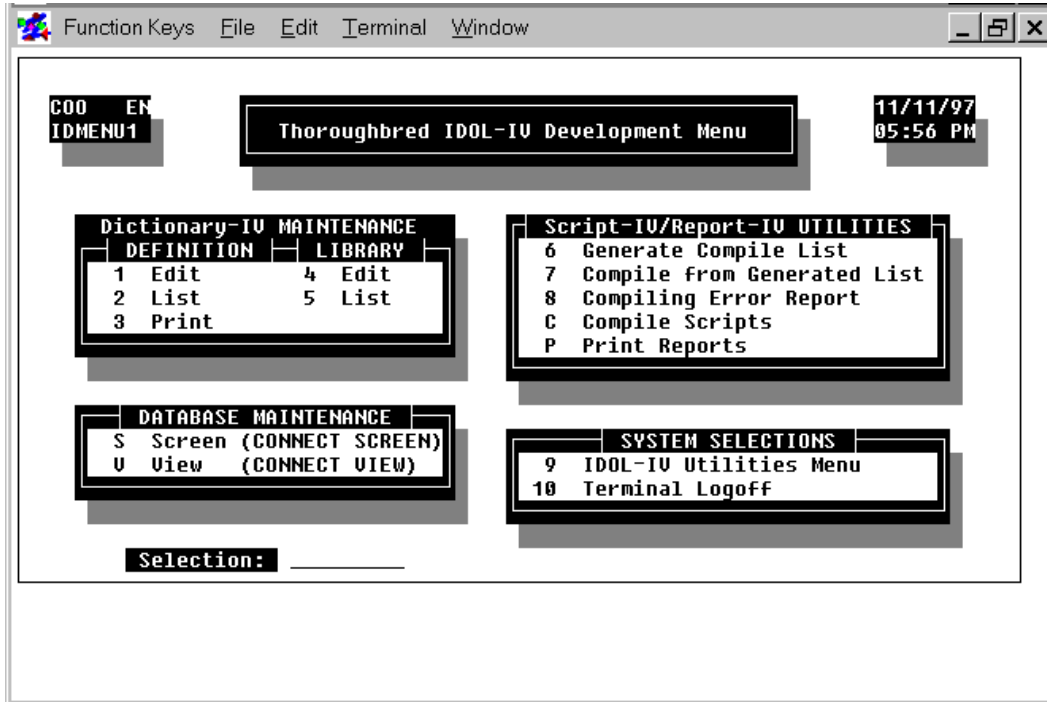 Function Keys File Edit Terminal Window
COO EN
IDMENU1
Thoroughbred IDOL-IV Development Menu
11/11/97
05:56 PM
Dictionary-IV MAINTENANCE
DEFINITION LIBRARY
1 Edit 4 Edit
2 List 5 List
3 Print
Script-IV/Report-IV UTILITIES
6 Generate Compile List
7 Compile from Generated List
8 Compiling Error Report
C Compile Scripts
P Print Reports
DATABASE MAINTENANCE
S Screen (CONNECT SCREEN)
V View (CONNECT VIEW)
SYSTEM SELECTIONS
9 IDOL-IV Utilities Menu
10 Terminal Logoff
Selection: